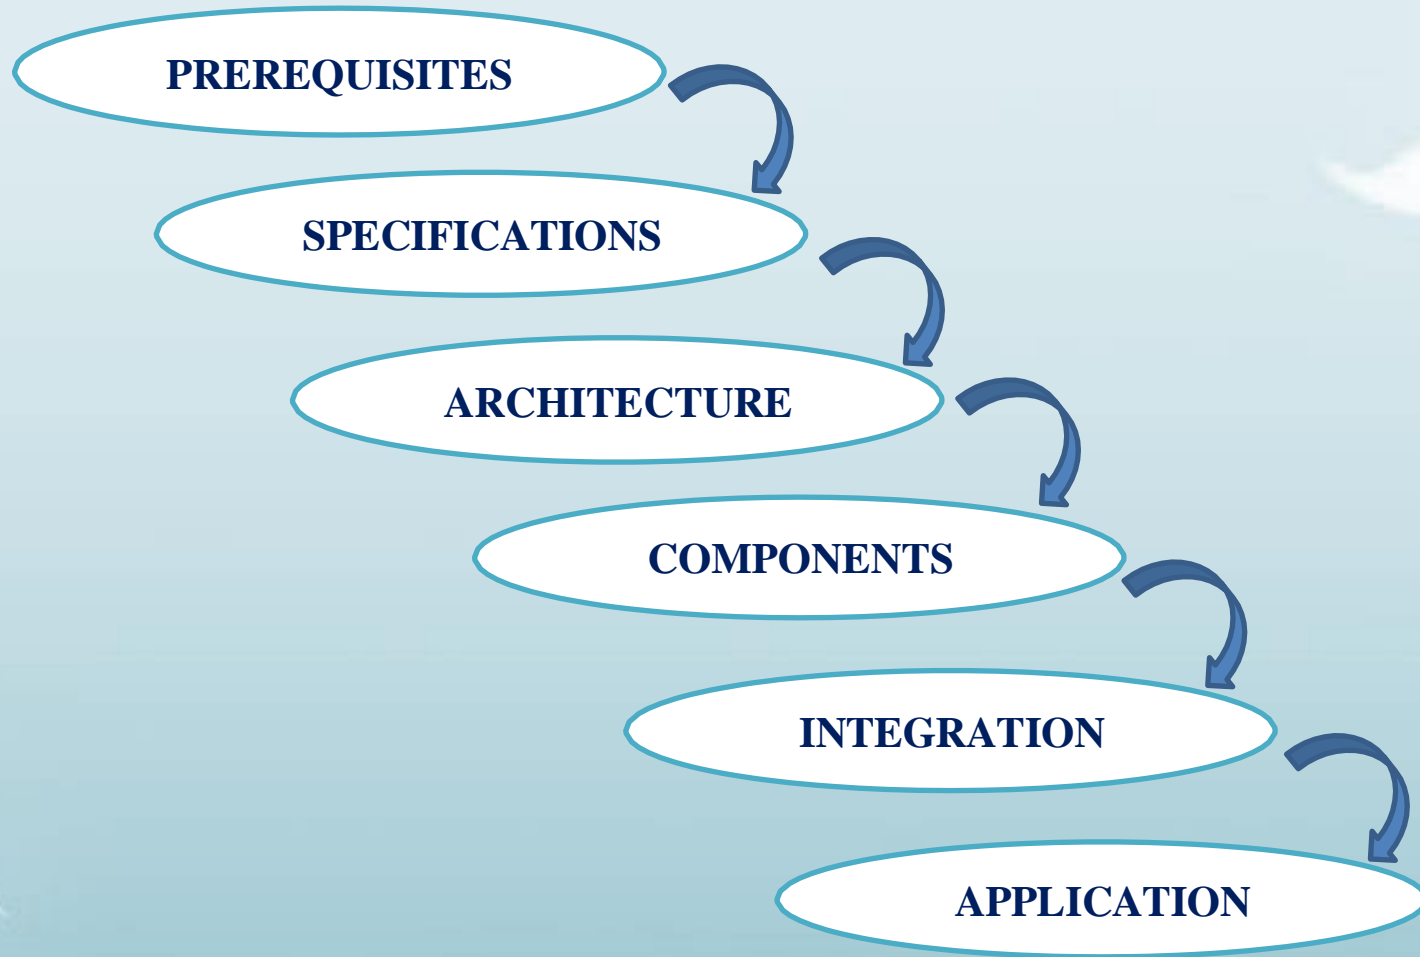 PREREQUISITES
SPECIFICATIONS
ARCHITECTURE
COMPONENTS
INTEGRATION
APPLICATION